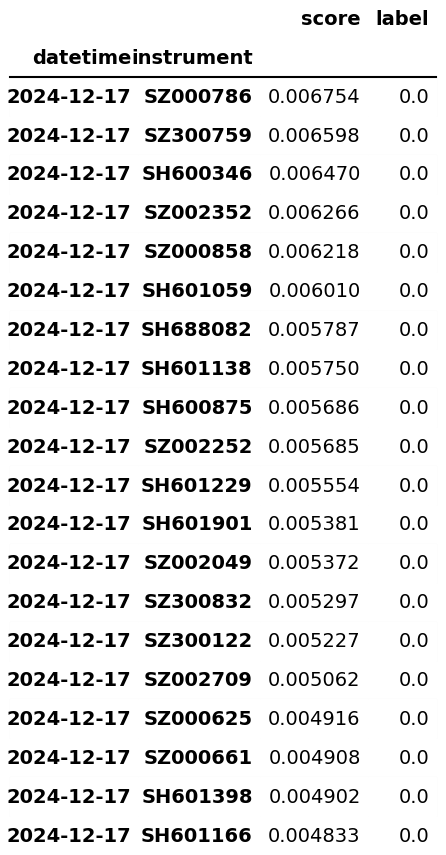 score label
datetime instrument
2024-12-17 SZ000786 0.006754 0.0
2024-12-17 SZ300759 0.006598 0.0
2024-12-17 SH600346 0.006470 0.0
2024-12-17 SZ002352 0.006266 0.0
2024-12-17 SZ000858 0.006218 0.0
2024-12-17 SH601059 0.006010 0.0
2024-12-17 SH688082 0.005787 0.0
2024-12-17 SH601138 0.005750 0.0
2024-12-17 SH600875 0.005686 0.0
2024-12-17 SZ002252 0.005685 0.0
2024-12-17 SH601229 0.005554 0.0
2024-12-17 SH601901 0.005381 0.0
2024-12-17 SZ002049 0.005372 0.0
2024-12-17 SZ300832 0.005297 0.0
2024-12-17 SZ300122 0.005227 0.0
2024-12-17 SZ002709 0.005062 0.0
2024-12-17 SZ000625 0.004916 0.0
2024-12-17 SZ000661 0.004908 0.0
2024-12-17 SH601398 0.004902 0.0
2024-12-17 SH601166 0.004833 0.0